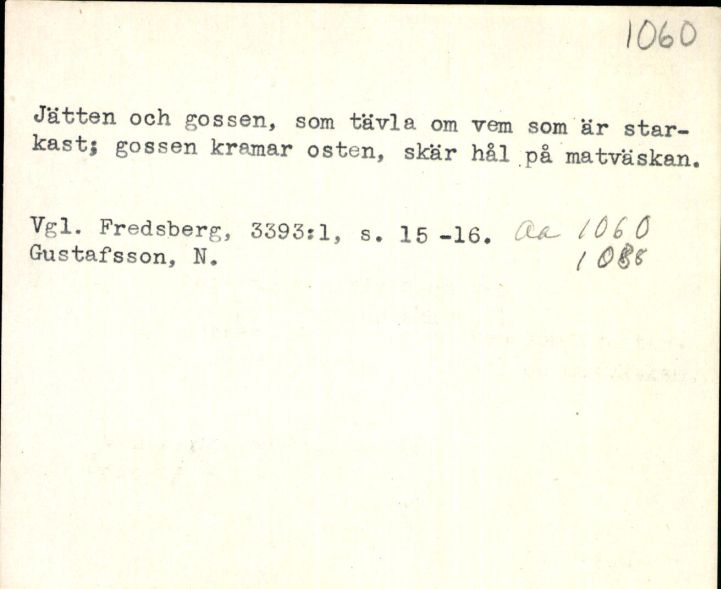 1060
Jätten och gossen, som tävla om vem som är star-
kast; gossen kramar osten, skär hål på matväskan.
Vgl. Fredsberg, 3393:1, s. 15 -16. Aa 1060
Gustafsson, N. 1088